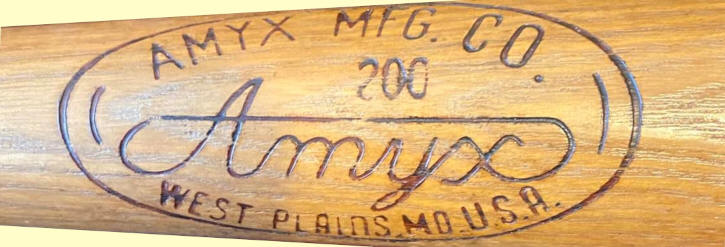 AMYX MFG. CO.
200
Amyx
WEST PLAINS, MO. U.S.A.